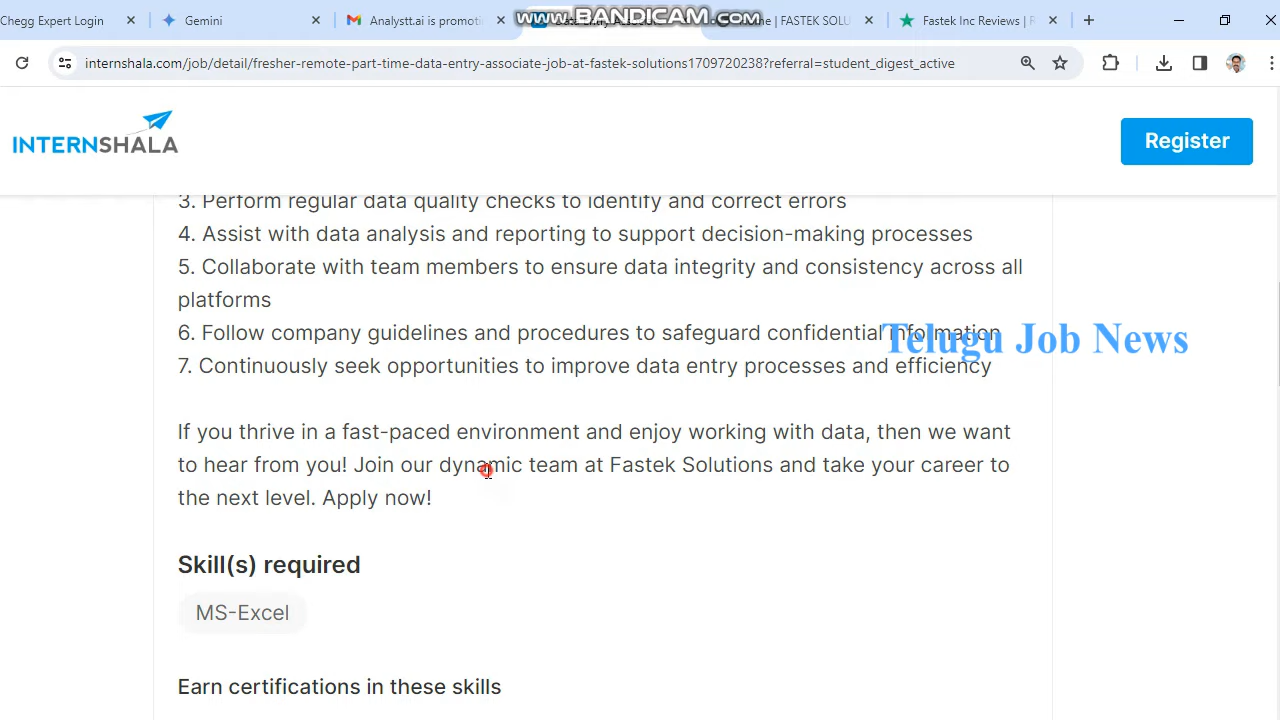 Chegg Expert Login
Gemini
Analystt.ai is promoti
www.BANDICAM.com
FASTEK SOLU
Fastek Inc Reviews | R
internshala.com/job/detail/fresher-remote-part-time-data-entry-associate-job-at-fastek-solutions1709720238?referral=student_digest_active
INTERNSHALA
Register
3. Perform regular data quality checks to identify and correct errors
4. Assist with data analysis and reporting to support decision-making processes
5. Collaborate with team members to ensure data integrity and consistency across all
platforms
6. Follow company guidelines and procedures to safeguard confidential information
Telugu Job News
7. Continuously seek opportunities to improve data entry processes and efficiency
If you thrive in a fast-paced environment and enjoy working with data, then we want
to hear from you! Join our dynamic team at Fastek Solutions and take your career to
the next level. Apply now!
Skill(s) required
MS-Excel
Earn certifications in these skills